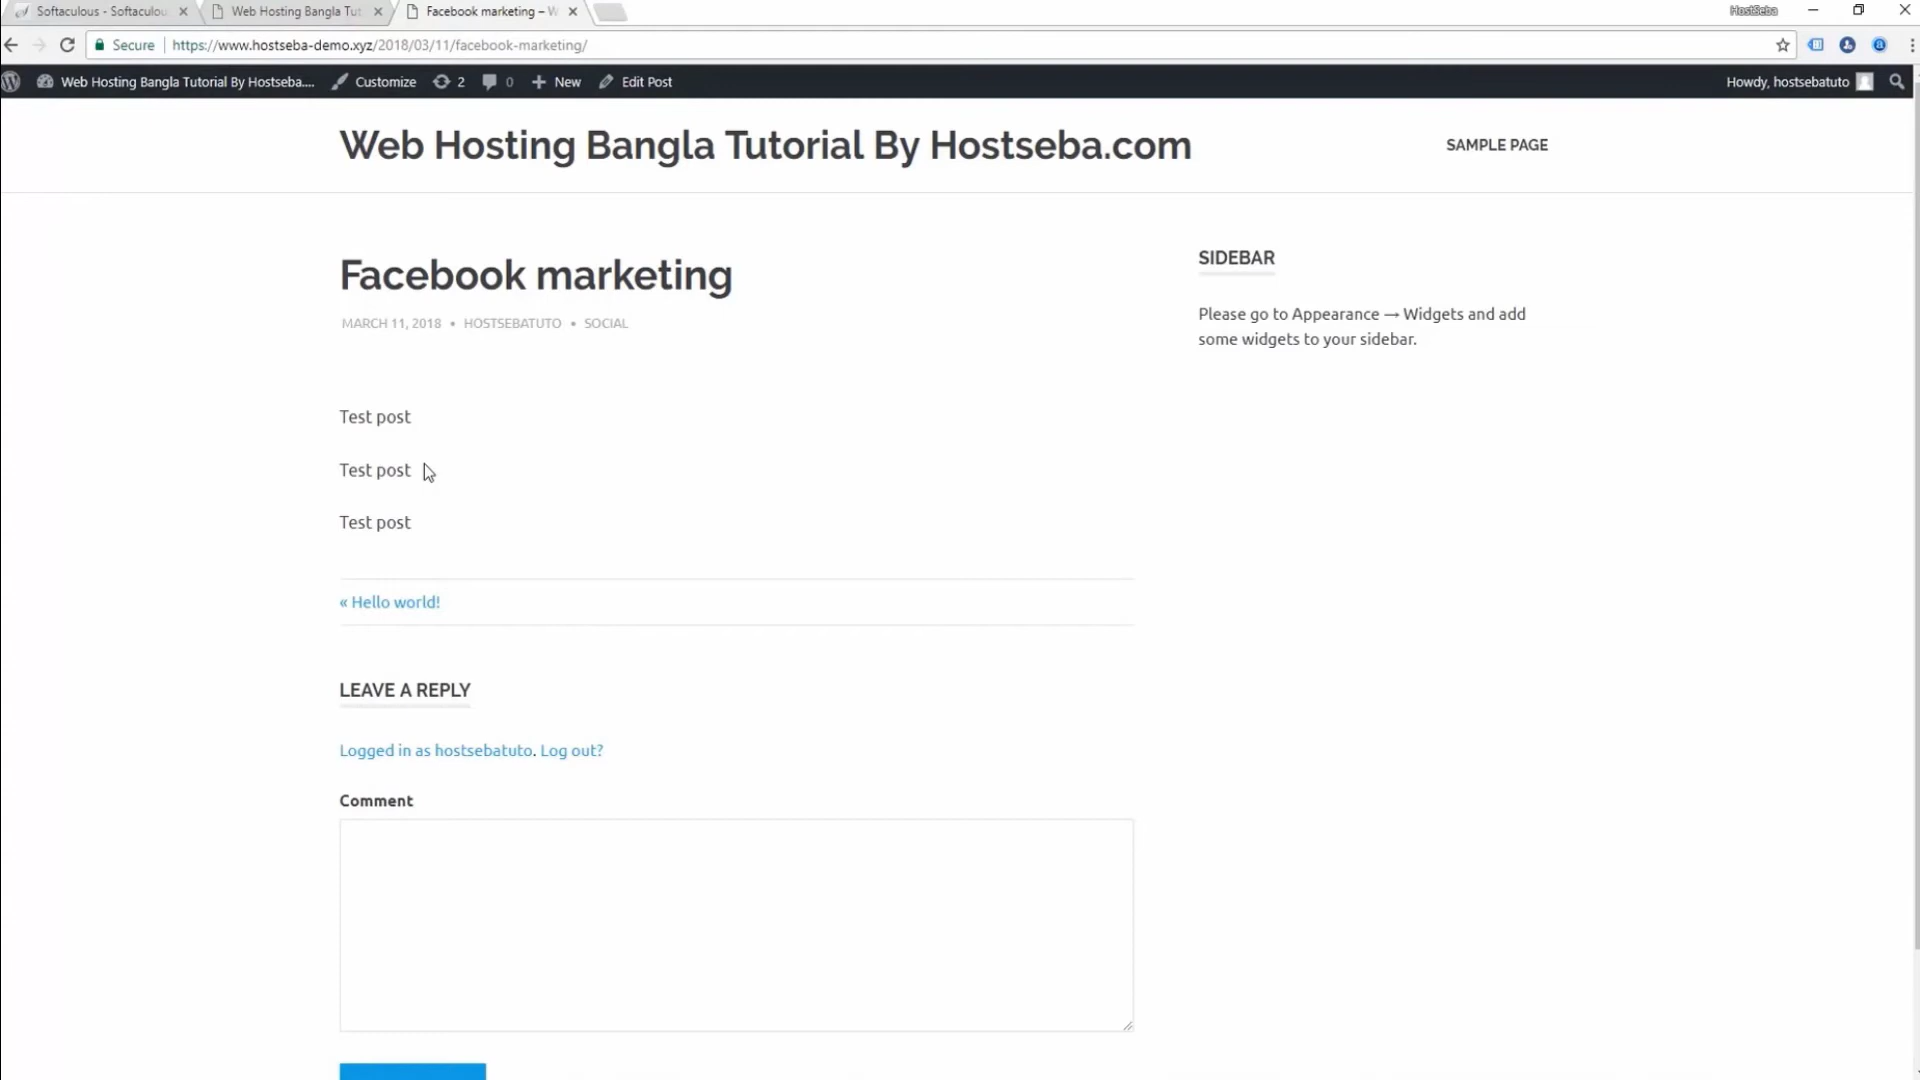 Softaculous - Softaculou
Web Hosting Bangla Tut
Facebook marketing – W
HostSeba
Secure
https://www.hostseba-demo.xyz/2018/03/11/facebook-marketing/
Web Hosting Bangla Tutorial By Hostseba....
Customize
2
0
New
Edit Post
Howdy, hostsebatuto
Web Hosting Bangla Tutorial By Hostseba.com
SAMPLE PAGE
Facebook marketing
MARCH 11, 2018 • HOSTSEBATUTO • SOCIAL
SIDEBAR
Please go to Appearance → Widgets and add
some widgets to your sidebar.
Test post
Test post
Test post
« Hello world!
LEAVE A REPLY
Logged in as hostsebatuto. Log out?
Comment